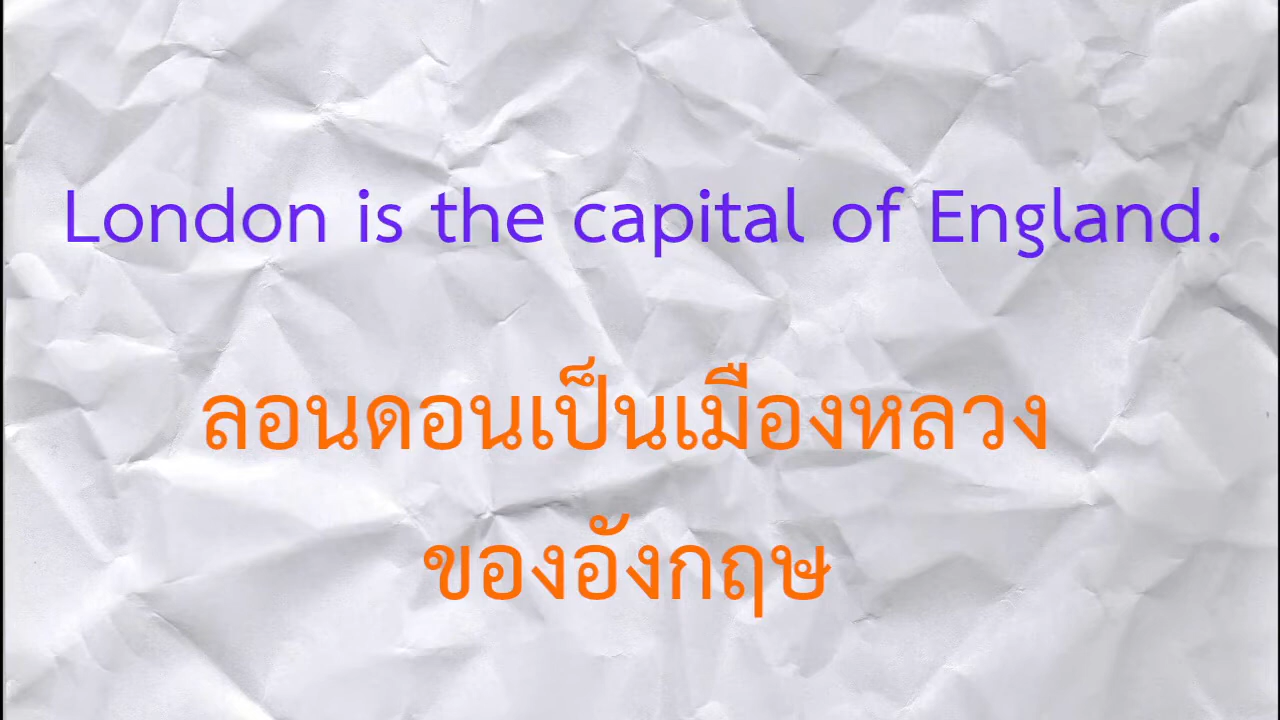 London is the capital of England.
ลอนดอนเป็นเมืองหลวง
ของอังกฤษ